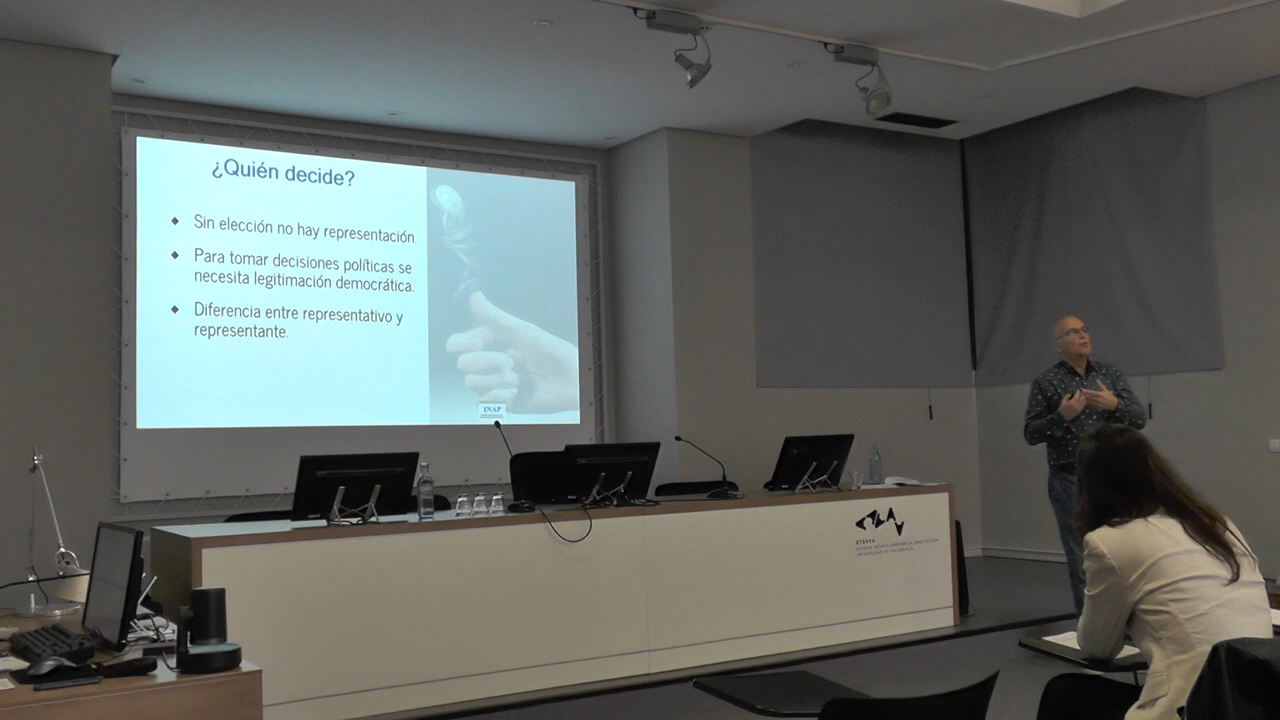 ¿Quién decide?
Sin elección no hay representación.
Para tomar decisiones políticas se
necesita legitimación democrática.
Diferencia entre representativo y
representante.
INAP
ETSAVA